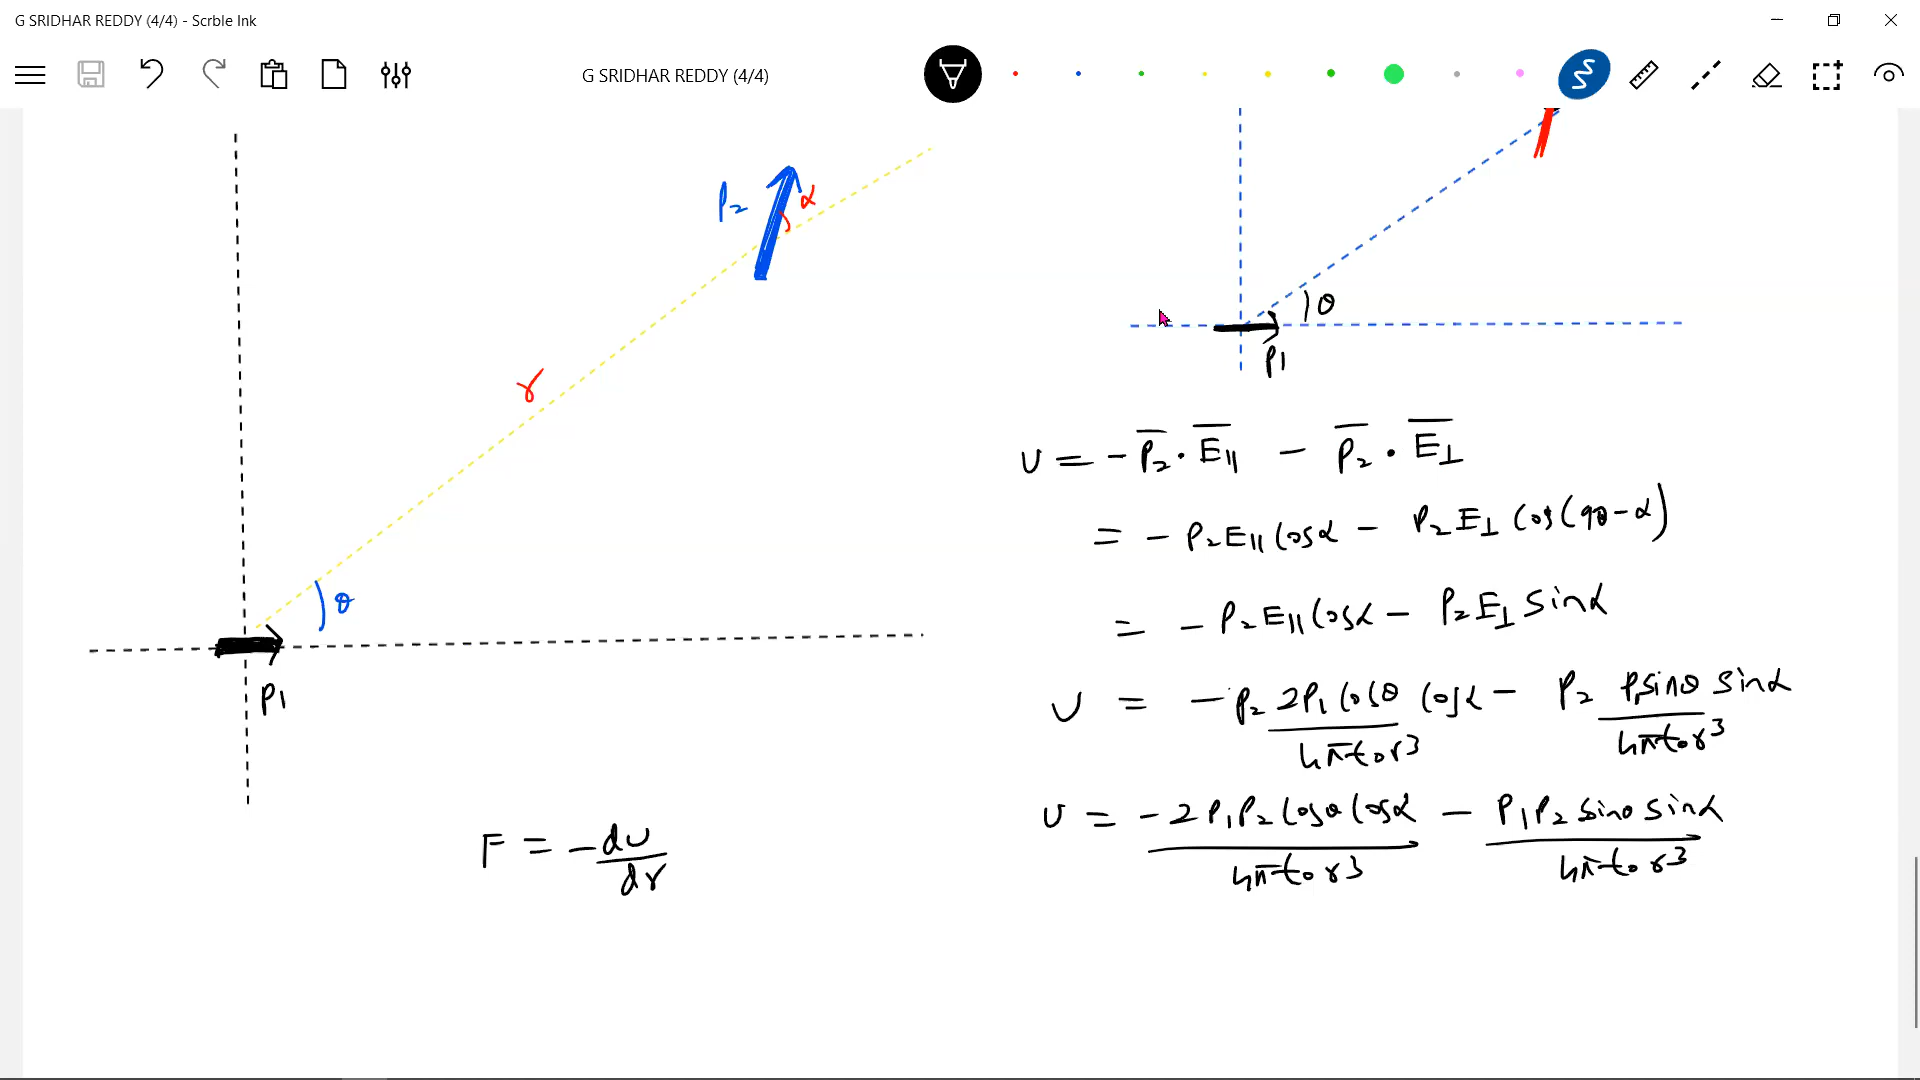 G SRIDHAR REDDY (4/4) - Scrble Ink
G SRIDHAR REDDY (4/4)
P₂
α
r
θ
P1
F = -dU/dr
θ
P1
U = - P̅₂ · E̅∥ - P̅₂ · E̅⊥
= - P₂E∥ Cosα - P₂E⊥ Cos(90-α)
= - P₂E∥ Cosα - P₂E⊥ Sinα
U = - P₂ 2P₁ Cosθ/4πϵ₀r³ Cosα - P₂ P₁sinθ/4πϵ₀r³ sinα
U = -2P₁P₂ Cosθ Cosα/4πϵ₀r³ - P₁P₂ sinθ sinα/4πϵ₀r³